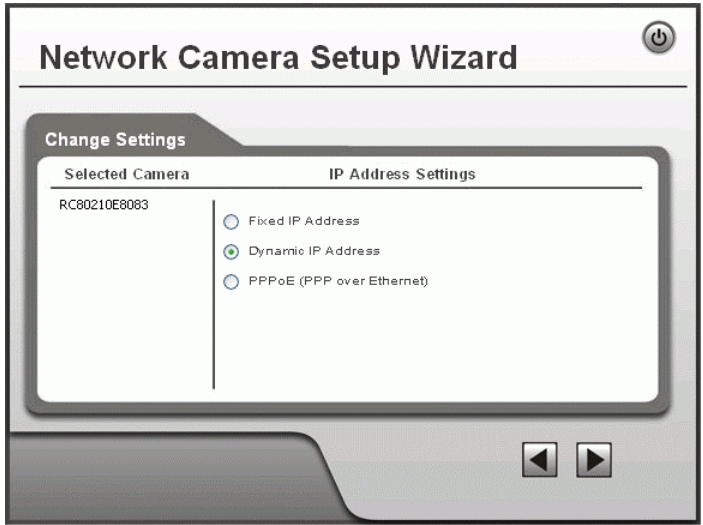 Network Camera Setup Wizard
Change Settings
Selected Camera
IP Address Settings
RC80210E8083
Fixed IP Address
Dynamic IP Address
PPPoE (PPP over Ethernet)